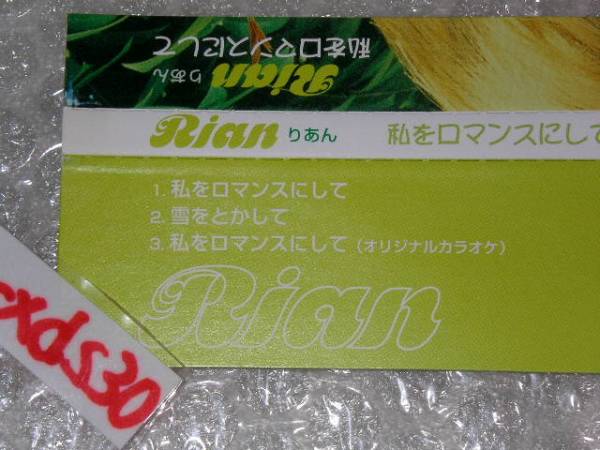 私をロマンスにして
Rian りあん
Rian りあん 私をロマンスにして
1. 私をロマンスにして
2. 雪をとかして
3. 私をロマンスにして (オリジナルカラオケ)
Rian
xds30